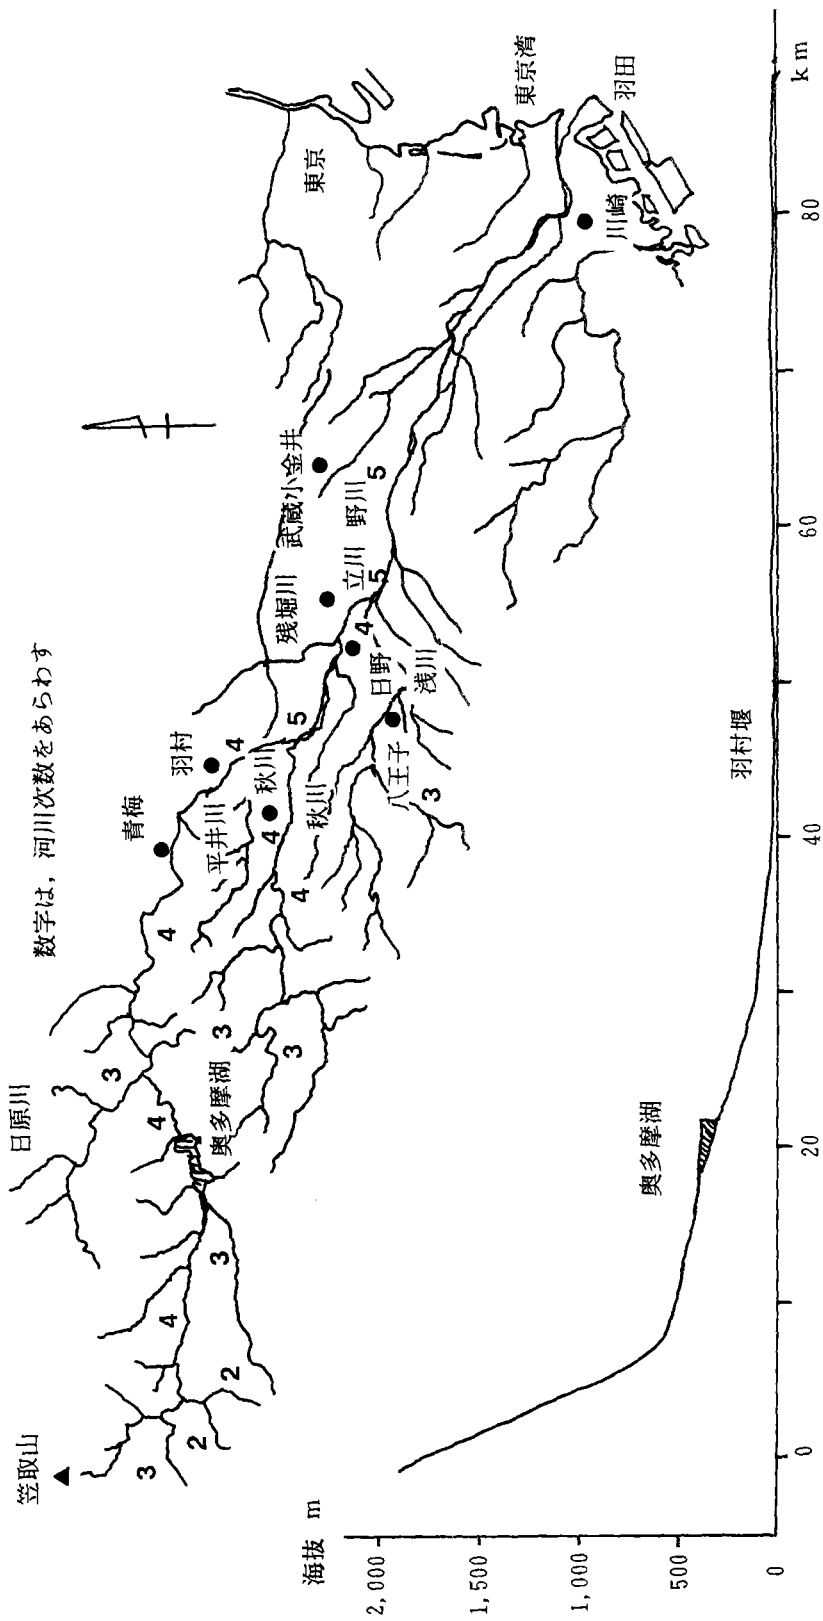 数字は，河川次数をあらわす
笠取山
日原川
青梅
羽村
残堀川
武蔵小金井
東京
東京湾
羽田
川崎
野川
立川
日野
浅川
八王子
秋川
秋川
平井川
奥多摩湖
3
2
2
4
3
4
3
3
3
3
4
4
4
4
5
4
5
5
3
海抜 m
2,000
1,500
1,000
500
0
奥多摩湖
羽村堰
0
20
40
60
80
km